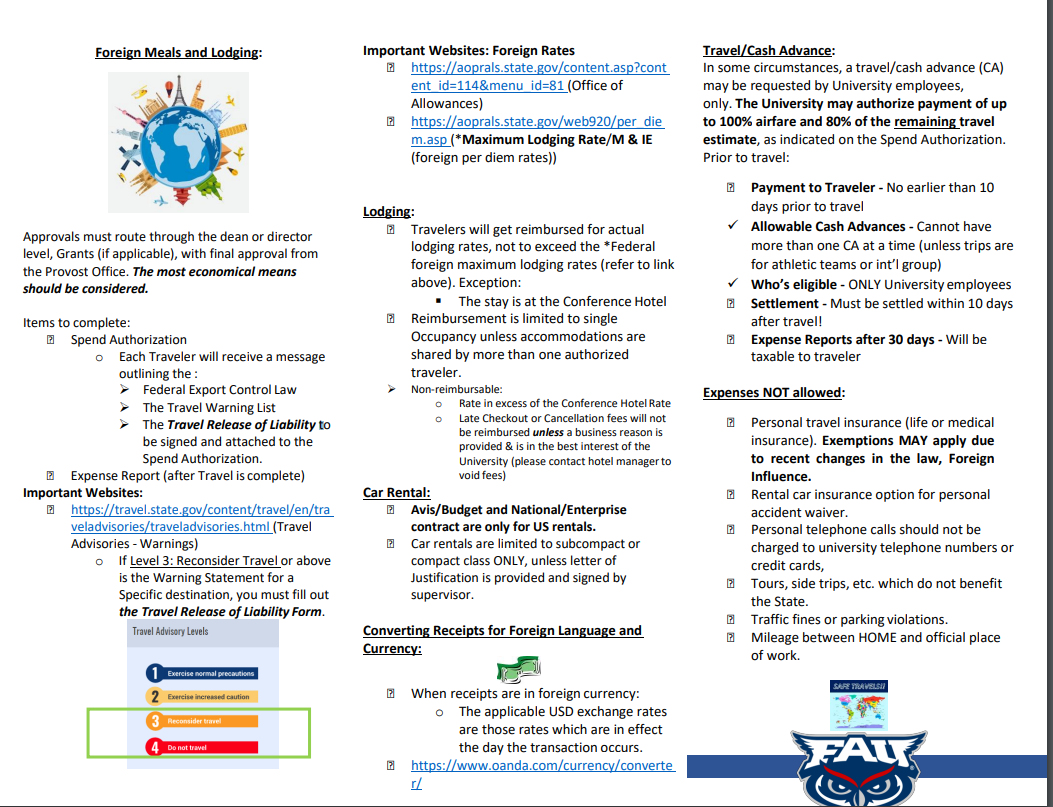 Foreign Meals and Lodging:
Approvals must route through the dean or director
level, Grants (if applicable), with final approval from
the Provost Office. The most economical means
should be considered.
Items to complete:
Spend Authorization
o Each Traveler will receive a message
outlining the :
➢ Federal Export Control Law
➢ The Travel Warning List
➢ The Travel Release of Liability to
be signed and attached to the
Spend Authorization.
Expense Report (after Travel is complete)
Important Websites:
https://travel.state.gov/content/travel/en/tra
veladvisories/traveladvisories.html (Travel
Advisories - Warnings)
o If Level 3: Reconsider Travel or above
is the Warning Statement for a
Specific destination, you must fill out
the Travel Release of Liability Form.
Travel Advisory Levels
1 Exercise normal precautions
2 Exercise increased caution
3 Reconsider travel
4 Do not travel
Important Websites: Foreign Rates
https://aoprals.state.gov/content.asp?cont
ent_id=114&menu_id=81 (Office of
Allowances)
https://aoprals.state.gov/web920/per_die
m.asp (*Maximum Lodging Rate/M & IE
(foreign per diem rates))
Lodging:
Travelers will get reimbursed for actual
lodging rates, not to exceed the *Federal
foreign maximum lodging rates (refer to link
above). Exception:
▪ The stay is at the Conference Hotel
Reimbursement is limited to single
Occupancy unless accommodations are
shared by more than one authorized
traveler.
➢ Non-reimbursable:
o Rate in excess of the Conference Hotel Rate
o Late Checkout or Cancellation fees will not
be reimbursed unless a business reason is
provided & is in the best interest of the
University (please contact hotel manager to
void fees)
Car Rental:
Avis/Budget and National/Enterprise
contract are only for US rentals.
Car rentals are limited to subcompact or
compact class ONLY, unless letter of
Justification is provided and signed by
supervisor.
Converting Receipts for Foreign Language and
Currency:
When receipts are in foreign currency:
o The applicable USD exchange rates
are those rates which are in effect
the day the transaction occurs.
https://www.oanda.com/currency/converte
r/
Travel/Cash Advance:
In some circumstances, a travel/cash advance (CA)
may be requested by University employees,
only. The University may authorize payment of up
to 100% airfare and 80% of the remaining travel
estimate, as indicated on the Spend Authorization.
Prior to travel:
Payment to Traveler - No earlier than 10
days prior to travel
✓ Allowable Cash Advances - Cannot have
more than one CA at a time (unless trips are
for athletic teams or int'l group)
✓ Who's eligible - ONLY University employees
Settlement - Must be settled within 10 days
after travel!
Expense Reports after 30 days - Will be
taxable to traveler
Expenses NOT allowed:
Personal travel insurance (life or medical
insurance). Exemptions MAY apply due
to recent changes in the law, Foreign
Influence.
Rental car insurance option for personal
accident waiver.
Personal telephone calls should not be
charged to university telephone numbers or
credit cards,
Tours, side trips, etc. which do not benefit
the State.
Traffic fines or parking violations.
Mileage between HOME and official place
of work.
SAFE TRAVELS!!
FAU